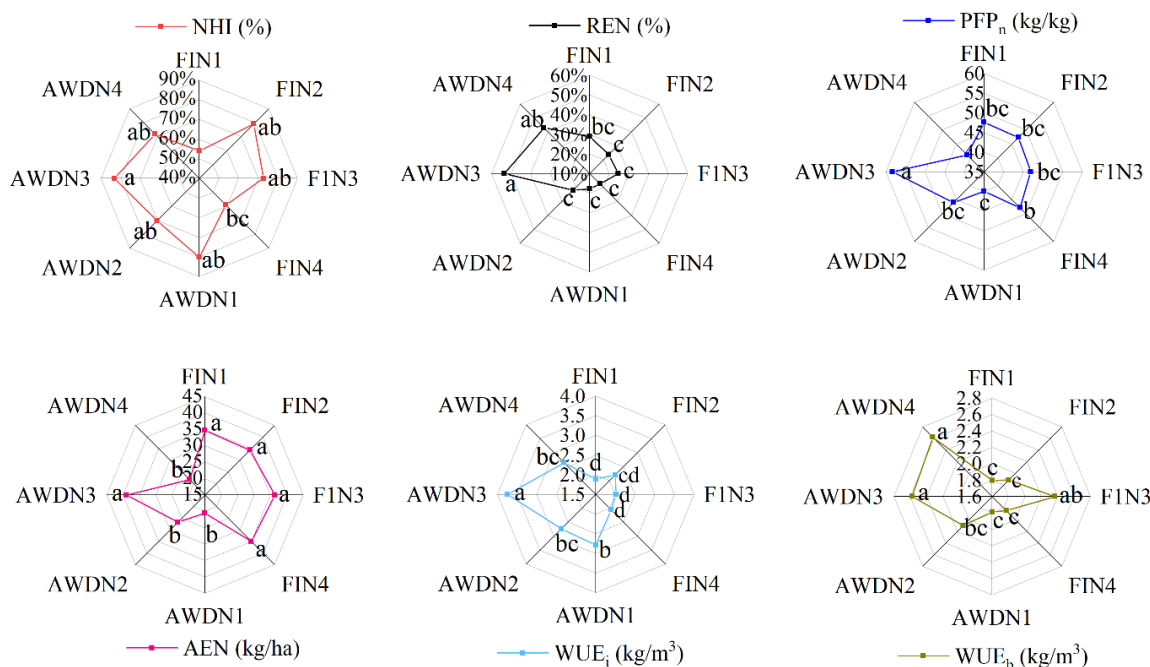 NHI (%)
FIN1
FIN2
F1N3
FIN4
AWDN1
AWDN2
AWDN3
AWDN4
90%
80%
70%
60%
50%
40%
ab
ab
bc
ab
ab
a
ab
REN (%)
FIN1
FIN2
F1N3
FIN4
AWDN1
AWDN2
AWDN3
AWDN4
60%
50%
40%
30%
20%
10%
bc
c
c
c
c
c
a
ab
PFPn (kg/kg)
FIN1
FIN2
F1N3
FIN4
AWDN1
AWDN2
AWDN3
AWDN4
60
55
50
45
40
35
bc
bc
bc
b
c
bc
a
c
FIN1
FIN2
F1N3
FIN4
AWDN1
AWDN2
AWDN3
AWDN4
45
40
35
30
25
20
15
a
a
a
a
b
b
a
b
AEN (kg/ha)
FIN1
FIN2
F1N3
FIN4
AWDN1
AWDN2
AWDN3
AWDN4
4.0
3.5
3.0
2.5
2.0
1.5
d
cd
d
d
b
bc
a
bc
WUEi (kg/m³)
FIN1
FIN2
F1N3
FIN4
AWDN1
AWDN2
AWDN3
AWDN4
2.8
2.6
2.4
2.2
2.0
1.8
1.6
c
c
ab
c
c
bc
a
a
WUEb (kg/m³)